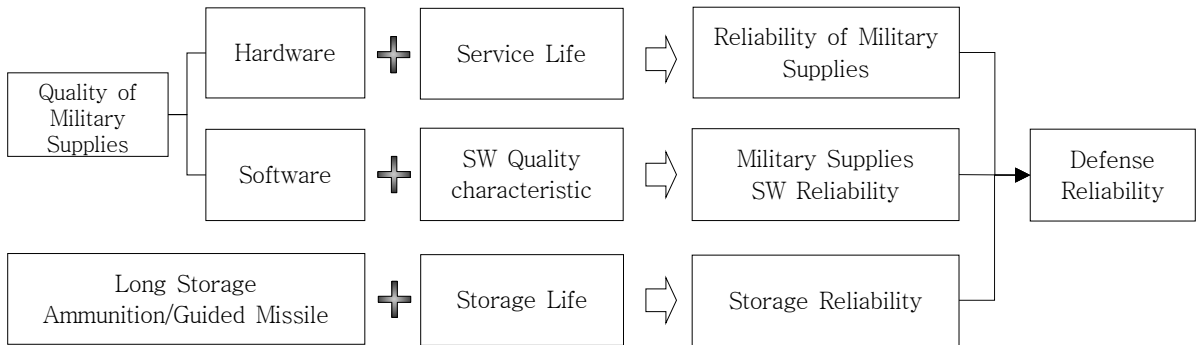 Quality of
Military
Supplies
Hardware
Service Life
Reliability of Military
Supplies
Software
SW Quality
characteristic
Military Supplies
SW Reliability
Defense
Reliability
Long Storage
Ammunition/Guided Missile
Storage Life
Storage Reliability